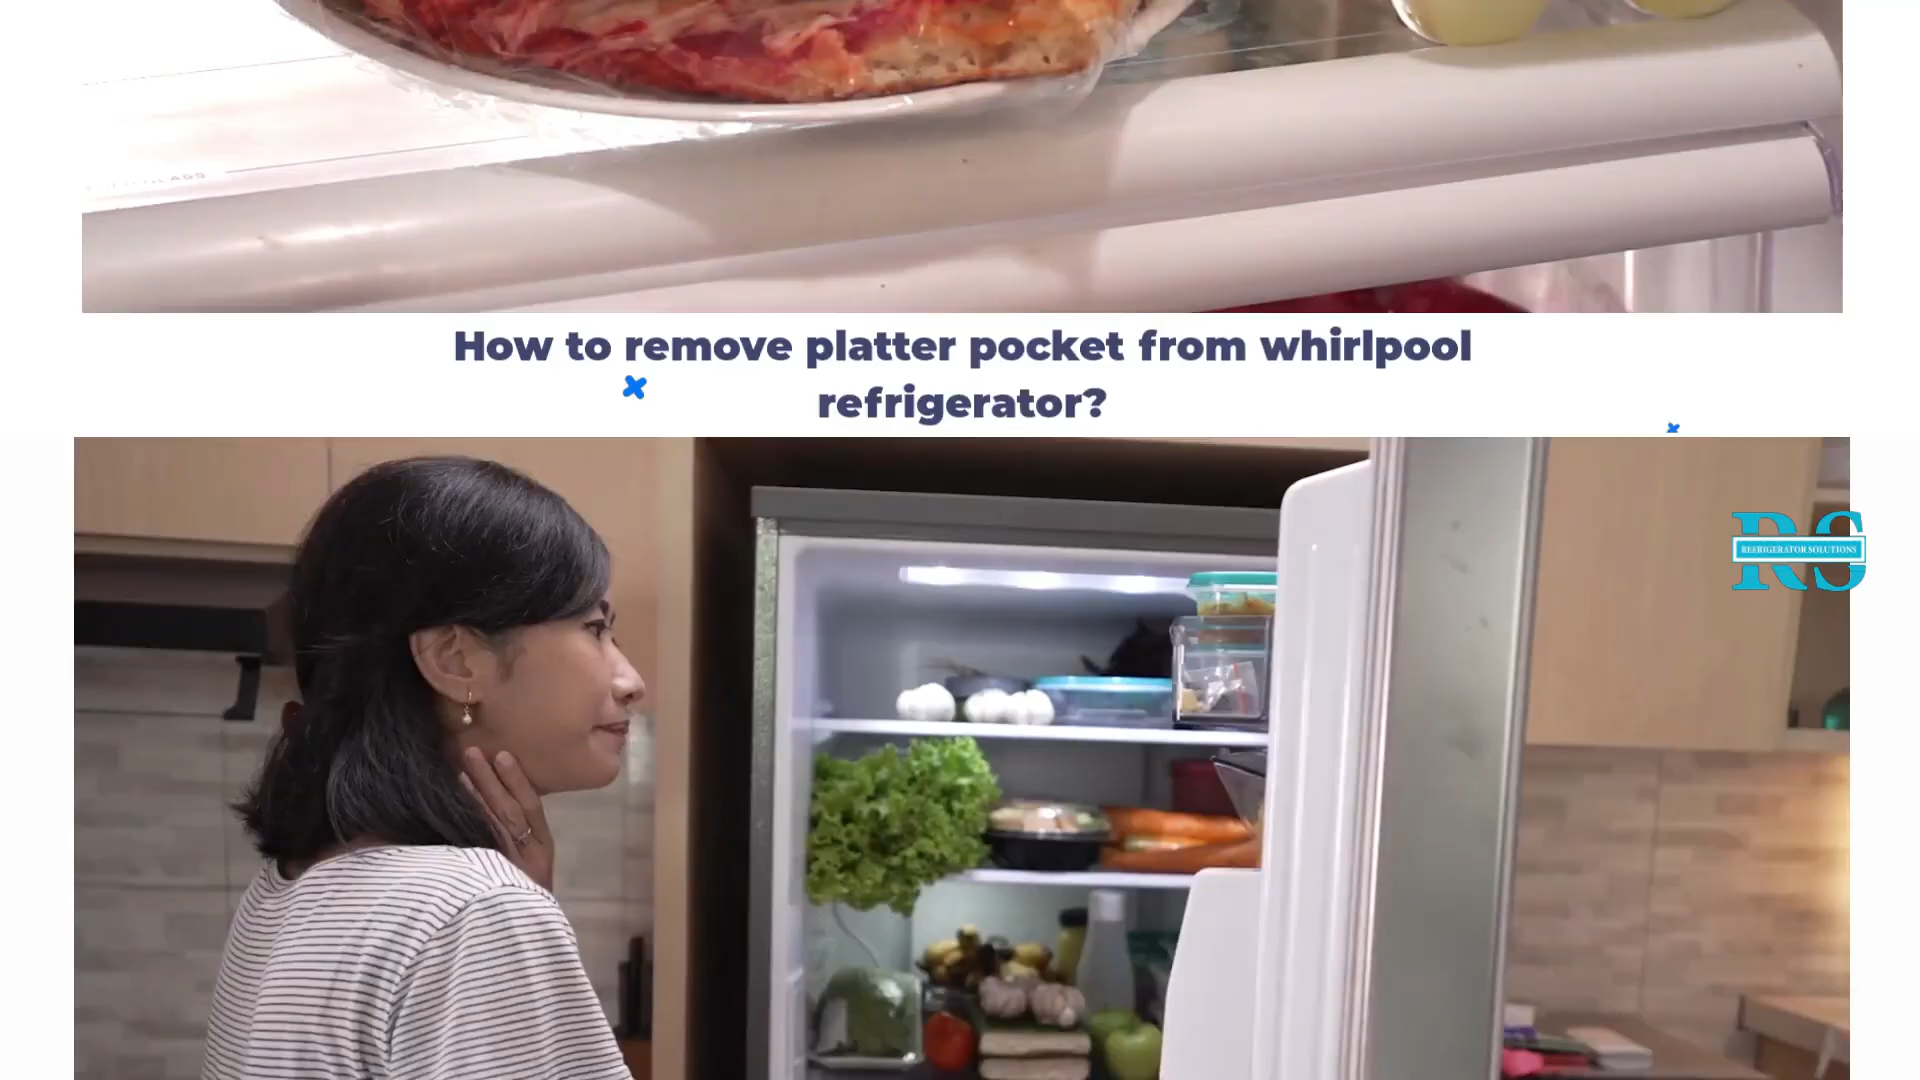 How to remove platter pocket from whirlpool
refrigerator?
RS
REFRIGERATOR SOLUTIONS